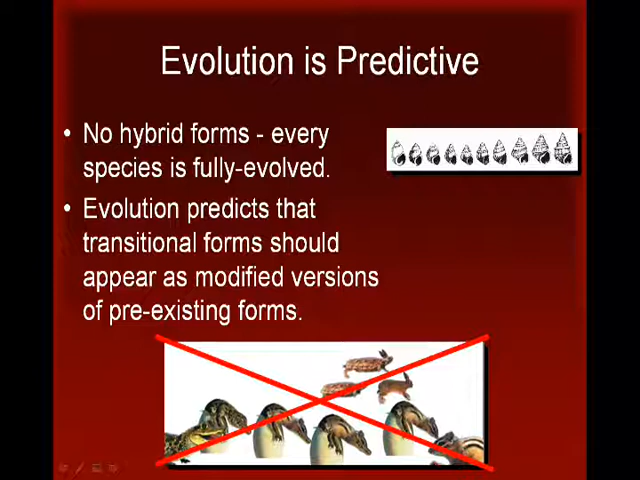 Evolution is Predictive
• No hybrid forms - every
species is fully-evolved.
• Evolution predicts that
transitional forms should
appear as modified versions
of pre-existing forms.